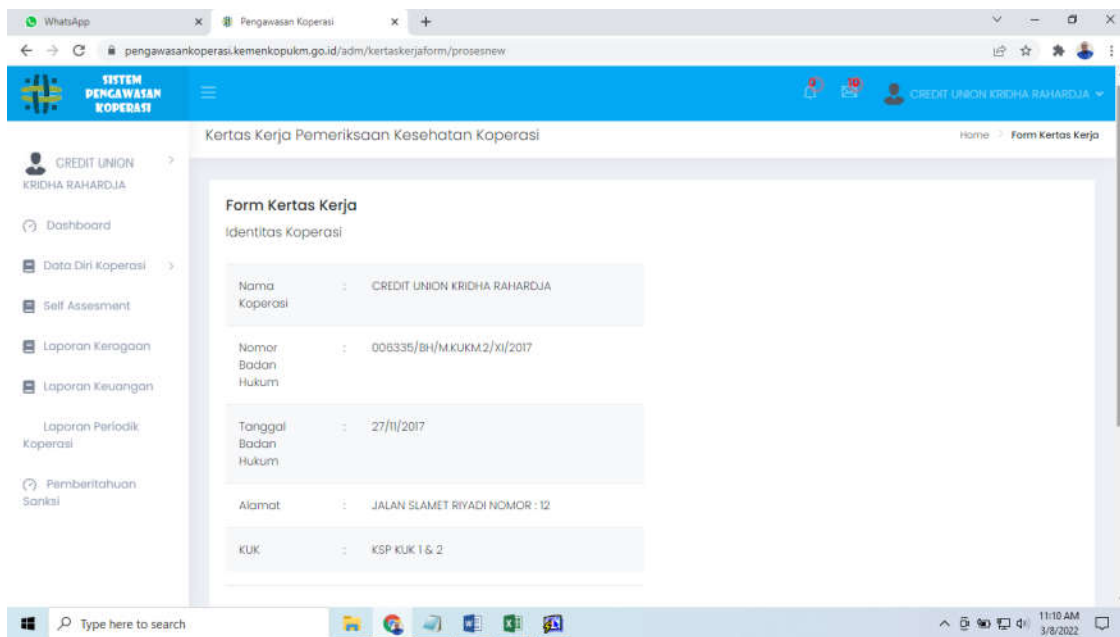 WhatsApp
Pengawasan Koperasi
pengawasankoperasi.kemenkopukm.go.id/adm/kertaskerjaform/prosesnew
SISTEM
PENGAWASAN
KOPERASI
CREDIT UNION KRIDHA RAHARDJA
Kertas Kerja Pemeriksaan Kesehatan Koperasi
Home
Form Kertas Kerja
CREDIT UNION
KRIDHA RAHARDJA
Dashboard
Data Diri Koperasi
Self Assesment
Laporan Keragaan
Laporan Keuangan
Laporan Periodik
Koperasi
Pemberitahuan
Sanksi
Form Kertas Kerja
Identitas Koperasi
Nama : CREDIT UNION KRIDHA RAHARDJA
Koperasi
Nomor : 006335/BH/M.KUKM.2/XI/2017
Badan
Hukum
Tanggal : 27/11/2017
Badan
Hukum
Alamat : JALAN SLAMET RIYADI NOMOR : 12
KUK : KSP KUK 1 & 2
Type here to search
11:10 AM
3/8/2022